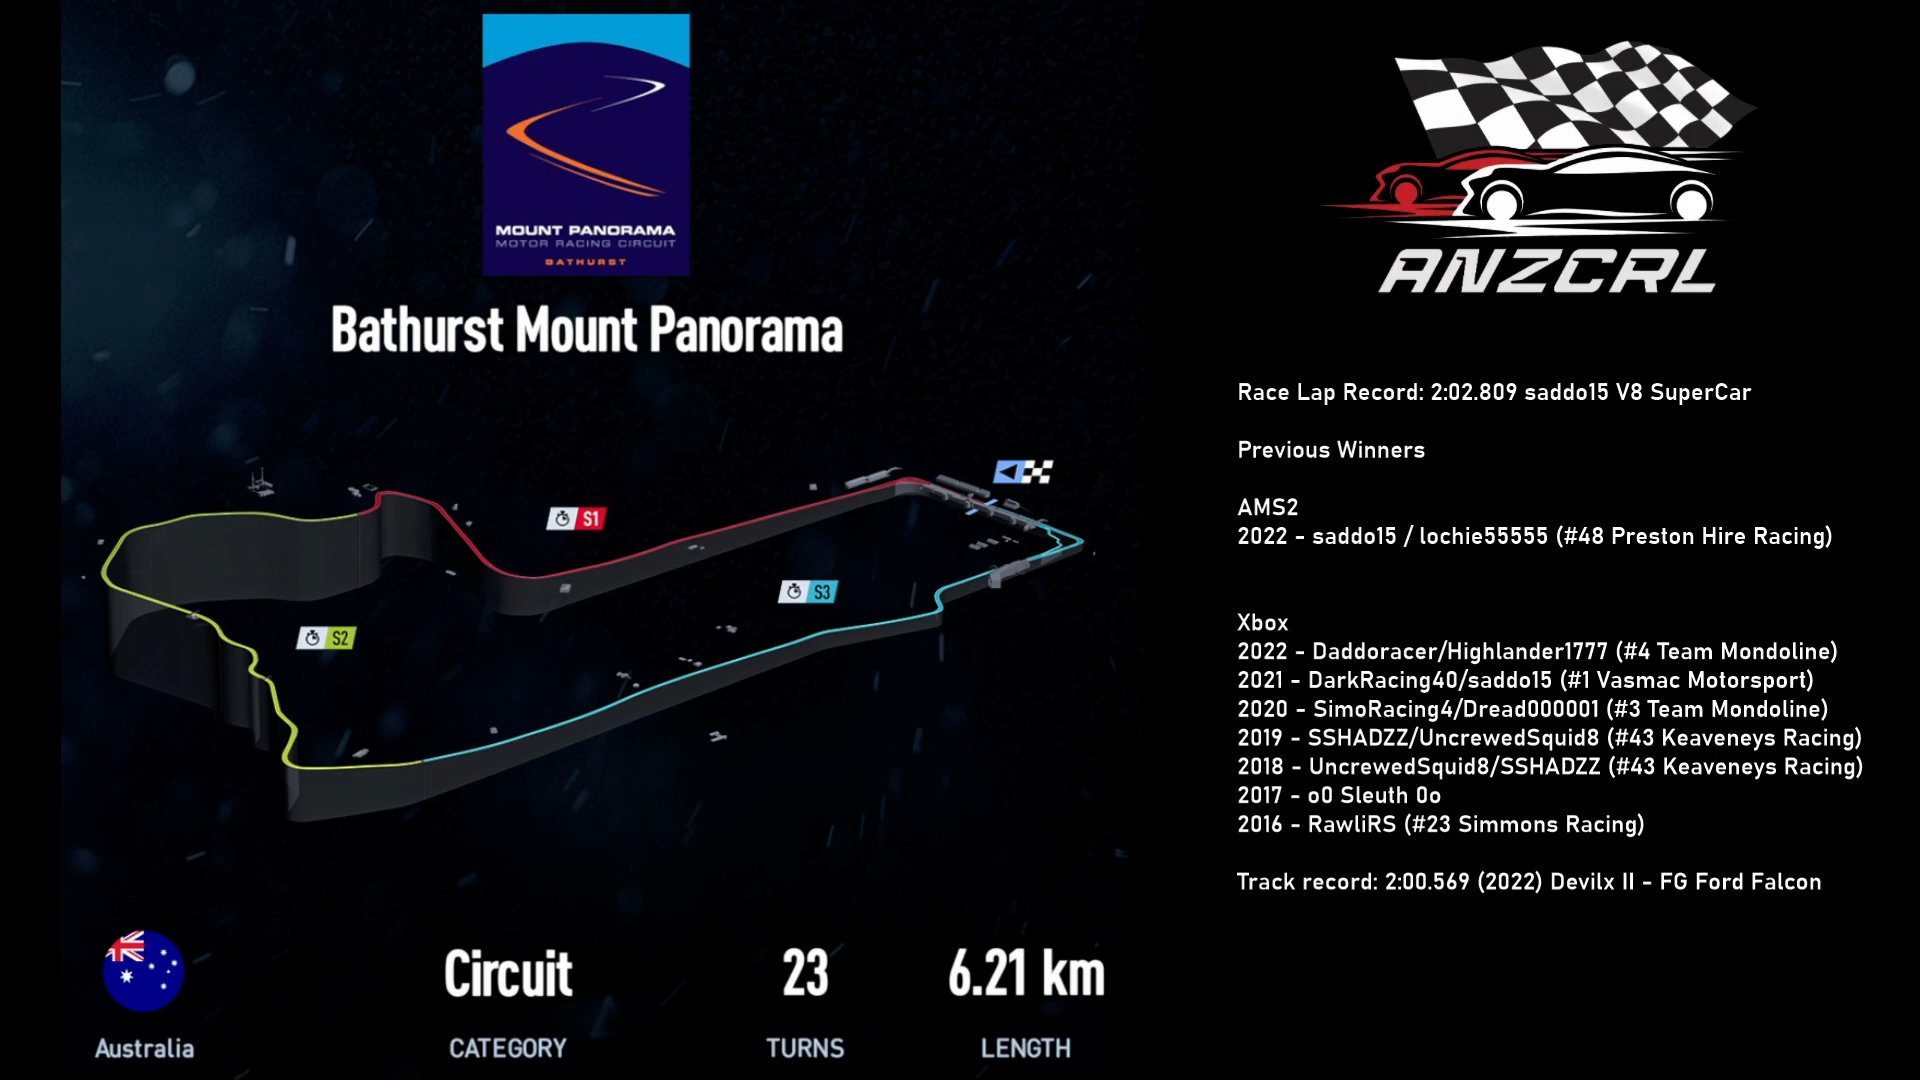 MOUNT PANORAMA
MOTOR RACING CIRCUIT
BATHURST
Bathurst Mount Panorama
S1
S3
S2
Australia
Circuit
CATEGORY
23
TURNS
6.21 km
LENGTH
ANZCRL
Race Lap Record: 2:02.809 saddo15 V8 SuperCar
Previous Winners
AMS2
2022 - saddo15 / lochie55555 (#48 Preston Hire Racing)
Xbox
2022 - Daddoracer/Highlander1777 (#4 Team Mondoline)
2021 - DarkRacing40/saddo15 (#1 Vasmac Motorsport)
2020 - SimoRacing4/Dread000001 (#3 Team Mondoline)
2019 - SSHADZZ/UncrewedSquid8 (#43 Keaveneys Racing)
2018 - UncrewedSquid8/SSHADZZ (#43 Keaveneys Racing)
2017 - o0 Sleuth 0o
2016 - RawliRS (#23 Simmons Racing)
Track record: 2:00.569 (2022) Devilx II - FG Ford Falcon